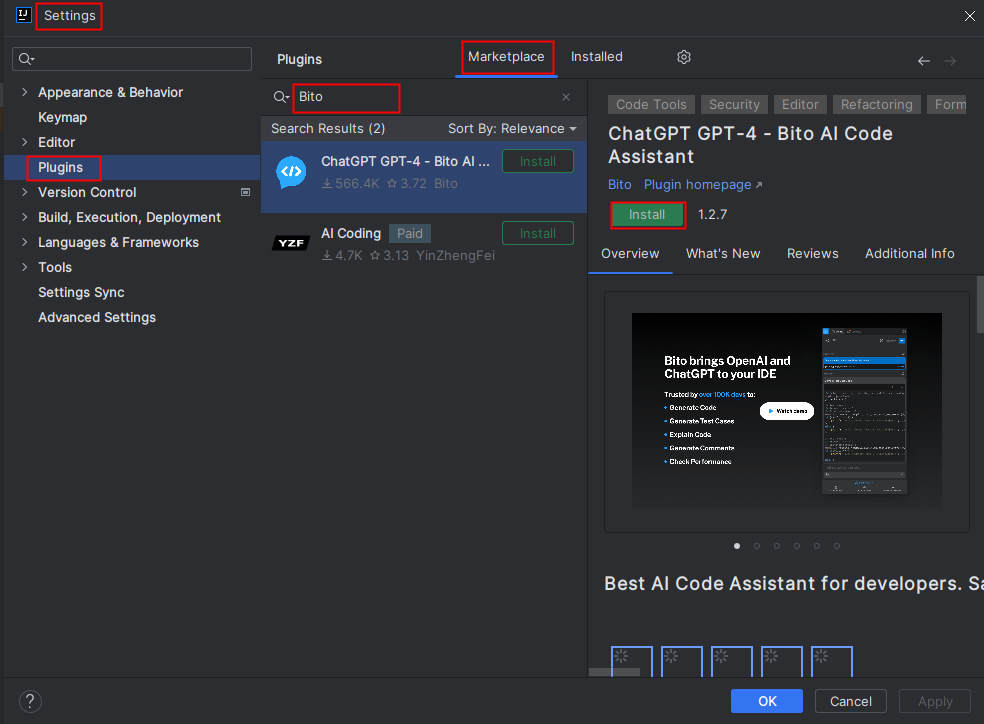 IJ
Settings
Plugins
Marketplace
Installed
Appearance & Behavior
Keymap
Editor
Plugins
Version Control
Build, Execution, Deployment
Languages & Frameworks
Tools
Settings Sync
Advanced Settings
Bito
Search Results (2)
Sort By: Relevance
ChatGPT GPT-4 - Bito AI ...
Install
566.4K
3.72
Bito
YZF
AI Coding
Paid
Install
4.7K
3.13
YinZhengFei
Code Tools
Security
Editor
Refactoring
Form
ChatGPT GPT-4 - Bito AI Code
Assistant
Bito
Plugin homepage
Install
1.2.7
Overview
What's New
Reviews
Additional Info
Bito brings OpenAI and
ChatGPT to your IDE
Trusted by over 100K devs to:
• Generate Code
• Generate Test Cases
• Explain Code
• Generate Comments
• Check Performance
Watch demo
Best AI Code Assistant for developers. Sa
?
OK
Cancel
Apply